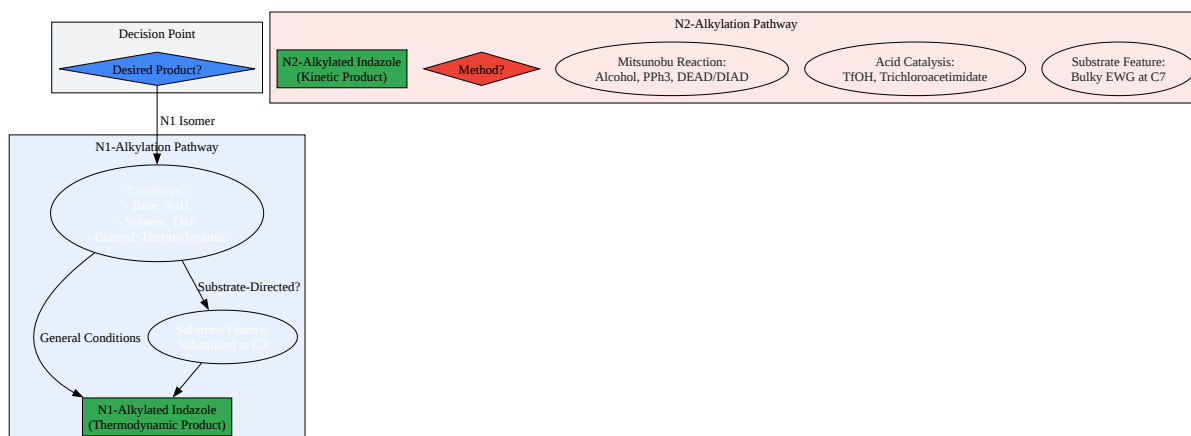 Decision Point
Desired Product?
N1 Isomer
N1-Alkylation Pathway
Conditions:
- Base: NaH
- Solvent: THF
- Control: Thermodynamic
Substrate-Directed?
General Conditions
Substrate Feature:
Substituent at C3
N1-Alkylated Indazole
(Thermodynamic Product)
N2-Alkylation Pathway
N2-Alkylated Indazole
(Kinetic Product)
Method?
Mitsunobu Reaction:
Alcohol, PPh3, DEAD/DIAD
Acid Catalysis:
TfOH, Trichloroacetimidate
Substrate Feature:
Bulky EWG at C7